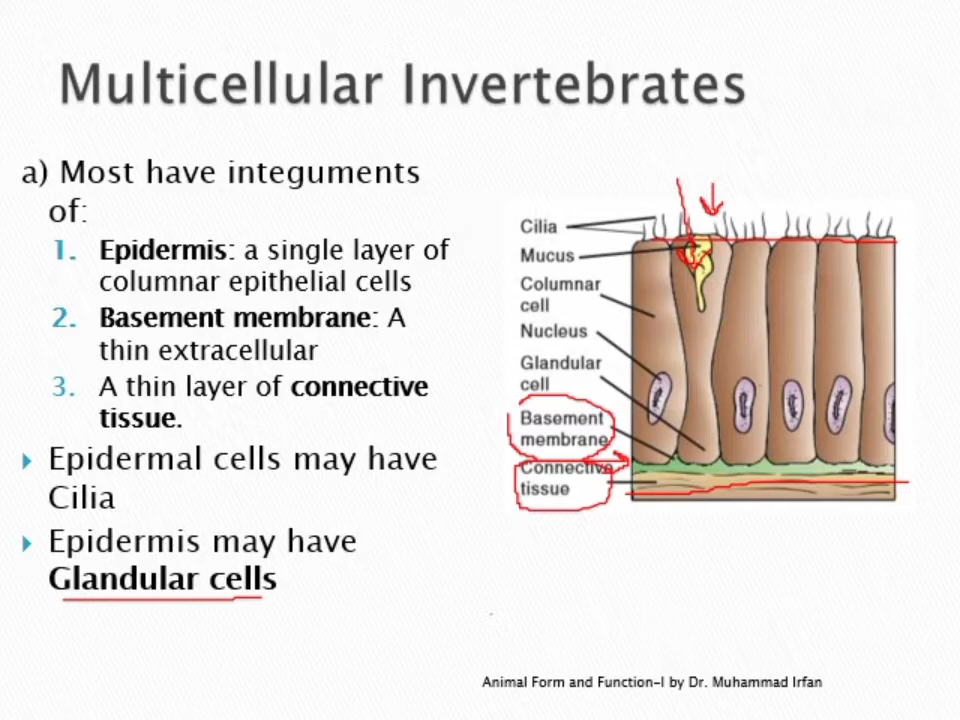 Multicellular Invertebrates
a) Most have integuments
of:
1. Epidermis: a single layer of
columnar epithelial cells
2. Basement membrane: A
thin extracellular
3. A thin layer of connective
tissue.
Epidermal cells may have
Cilia
Epidermis may have
Glandular cells
Cilia
Mucus
Columnar
cell
Nucleus
Glandular
cell
Basement
membrane
Connective
tissue
Animal Form and Function-I by Dr. Muhammad Irfan